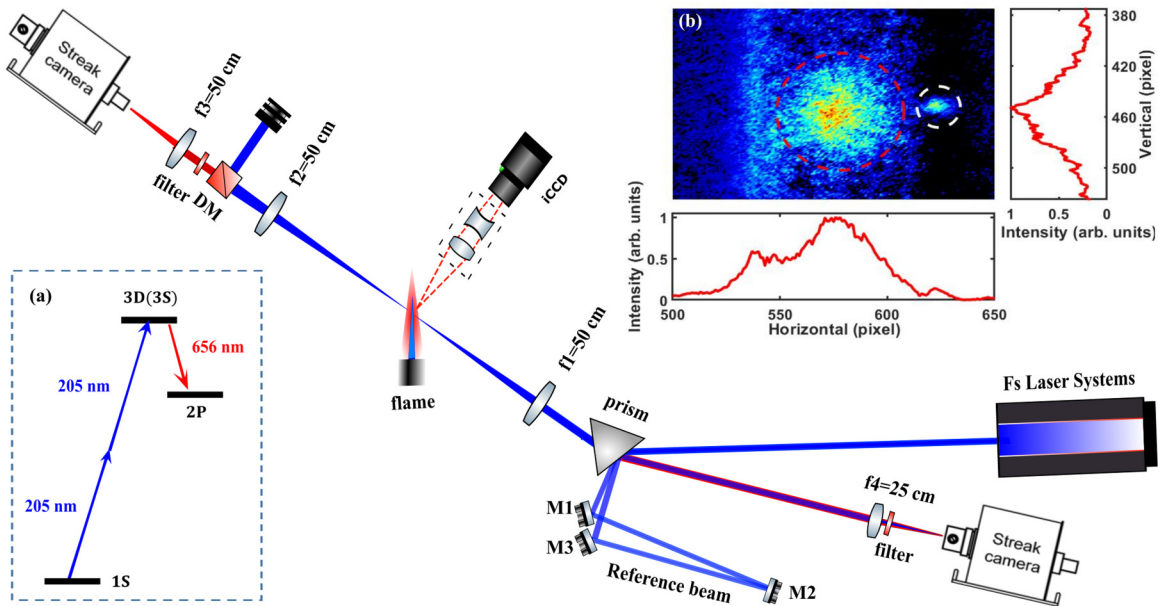 Streak
camera
f3=50 cm
filter DM
f2=50 cm
iCCD
(b)
380
420
460
500
Vertical (pixel)
1 0.5 0
Intensity (arb. units)
Intensity (arb. units)
1
0.5
0
500 550 600 650
Horizontal (pixel)
(a)
3D(3S)
656 nm
205 nm
2P
205 nm
1S
flame
f1=50 cm
prism
Fs Laser Systems
M1
M3
f4=25 cm
filter
Streak
camera
Reference beam
M2